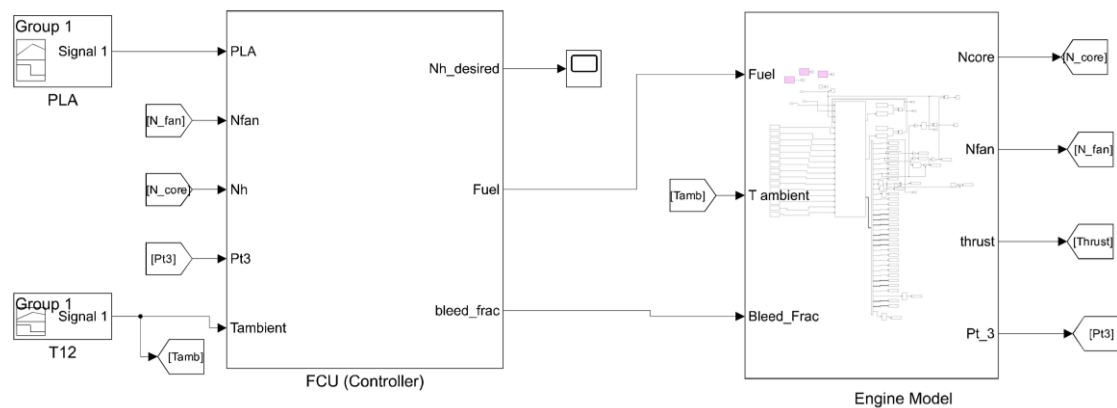 Group 1
Signal 1
PLA
[N_fan]
[N_core]
[Pt3]
Group 1
Signal 1
T12
[Tamb]
PLA
Nfan
Nh
Pt3
Tambient
Nh_desired
Fuel
bleed_frac
FCU (Controller)
[Tamb]
Fuel
T ambient
Bleed_Frac
Ncore
Nfan
thrust
Pt_3
Engine Model
[N_core]
[N_fan]
[Thrust]
[Pt3]